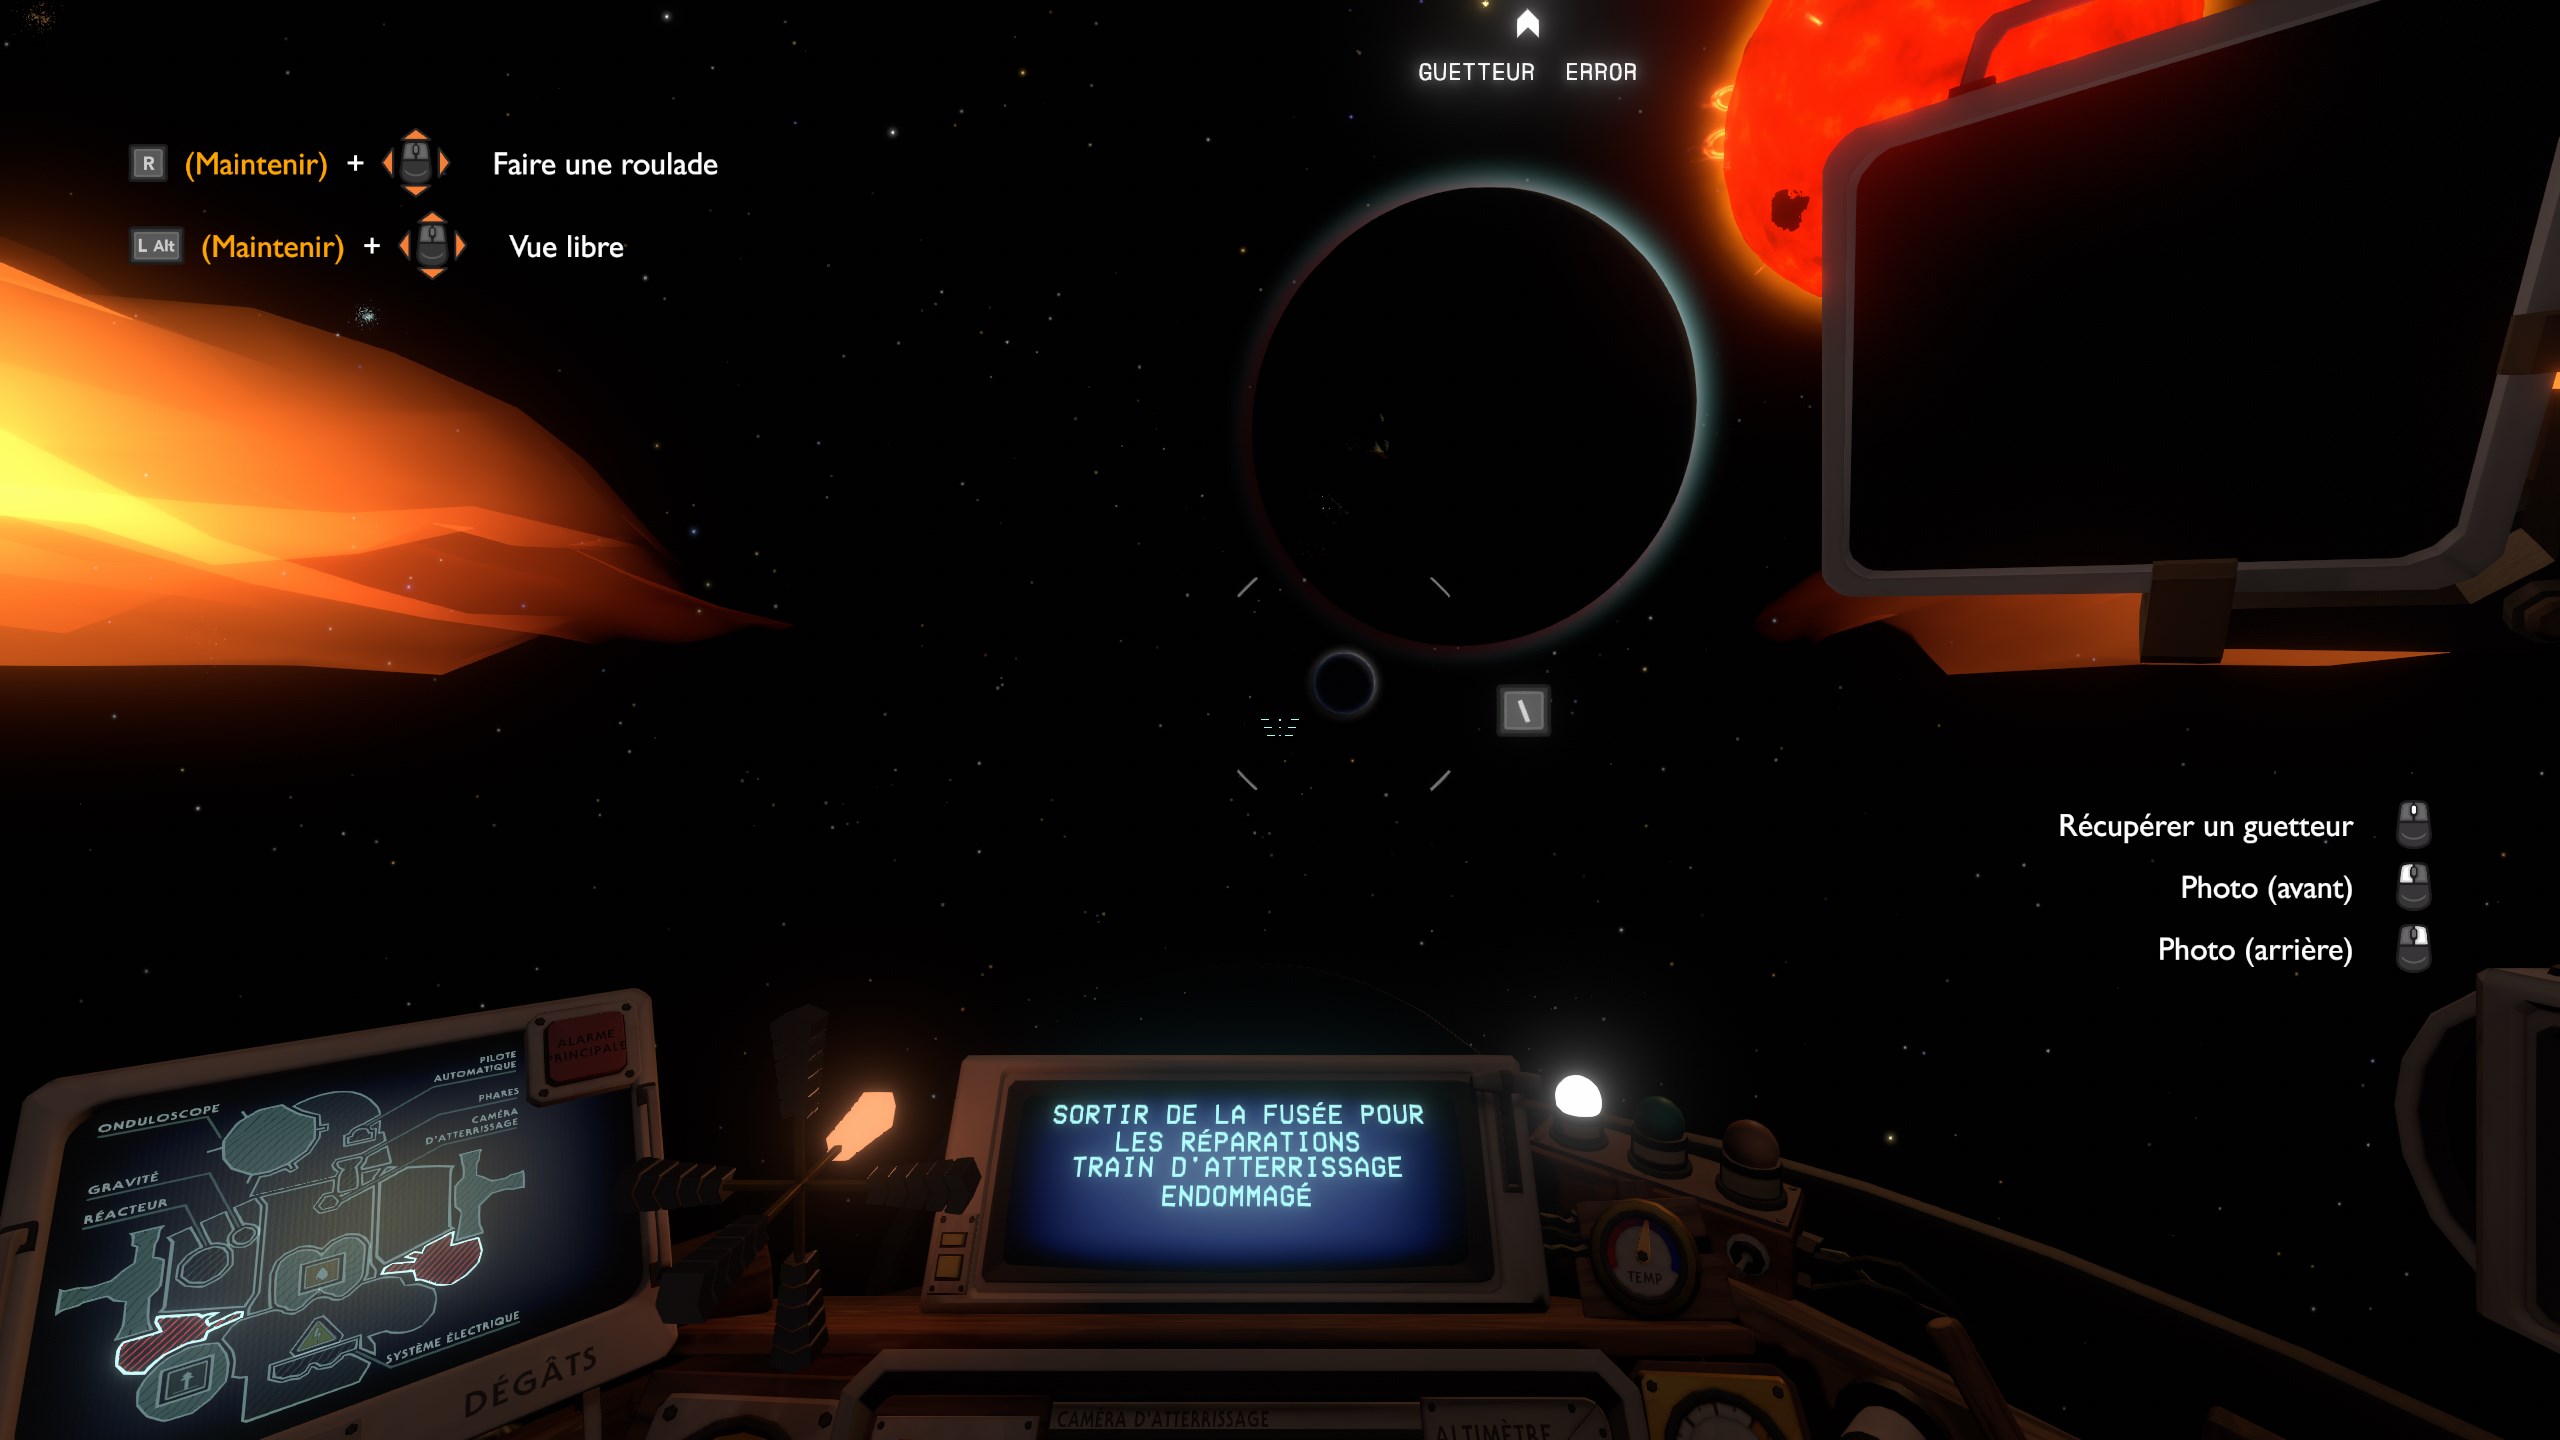 GUETTEUR ERROR
R (Maintenir) + Faire une roulade
L Alt (Maintenir) + Vue libre
\
Récupérer un guetteur
Photo (avant)
Photo (arrière)
ALARME
PRINCIPALE
PILOTE
AUTOMATIQUE
PHARES
CAMÉRA
D'ATTERRISSAGE
ONDULOSCOPE
GRAVITÉ
RÉACTEUR
SYSTÈME ÉLECTRIQUE
DÉGÂTS
SORTIR DE LA FUSÉE POUR
LES RÉPARATIONS
TRAIN D'ATTERRISSAGE
ENDOMMAGÉ
TEMP
CAMÉRA D'ATTERRISSAGE
ALTIMÈTRE